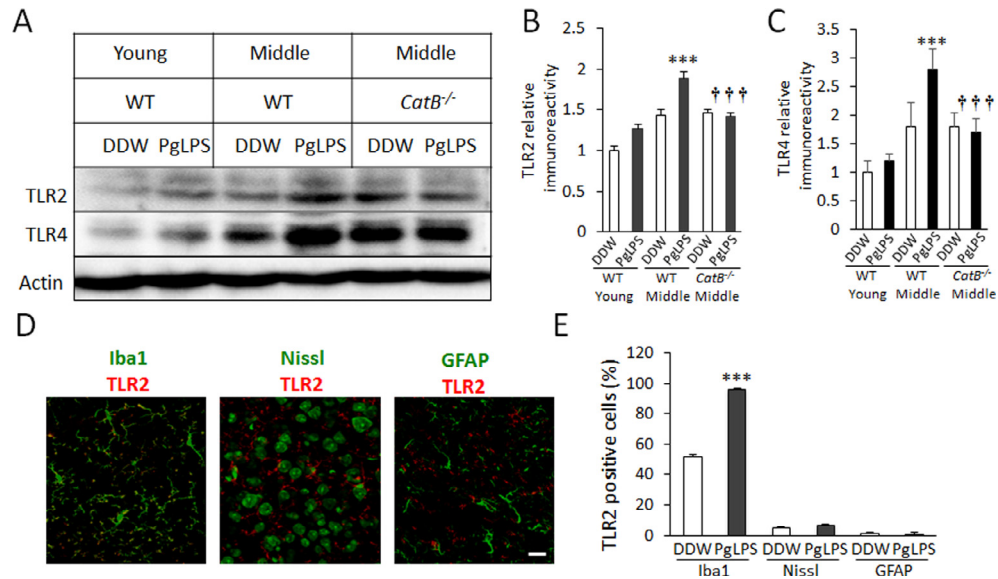 A
Young Middle Middle
WT WT CatB-/-
DDW PgLPS DDW PgLPS DDW PgLPS
TLR2
TLR4
Actin
B
TLR2 relative
immunoreactivity
2.5
2
1.5
1
0.5
0
***
†††
DDW PgLPS DDW PgLPS DDW PgLPS
WT WT CatB-/-
Young Middle Middle
C
TLR4 relative
immunoreactivity
3.5
3
2.5
2
1.5
1
0.5
0
***
†††
DDW PgLPS DDW PgLPS DDW PgLPS
WT WT CatB-/-
Young Middle Middle
D
Iba1 Nissl GFAP
TLR2 TLR2 TLR2
E
TLR2 positive cells (%)
120
100
80
60
40
20
0
***
DDW PgLPS DDW PgLPS DDW PgLPS
Iba1 Nissl GFAP